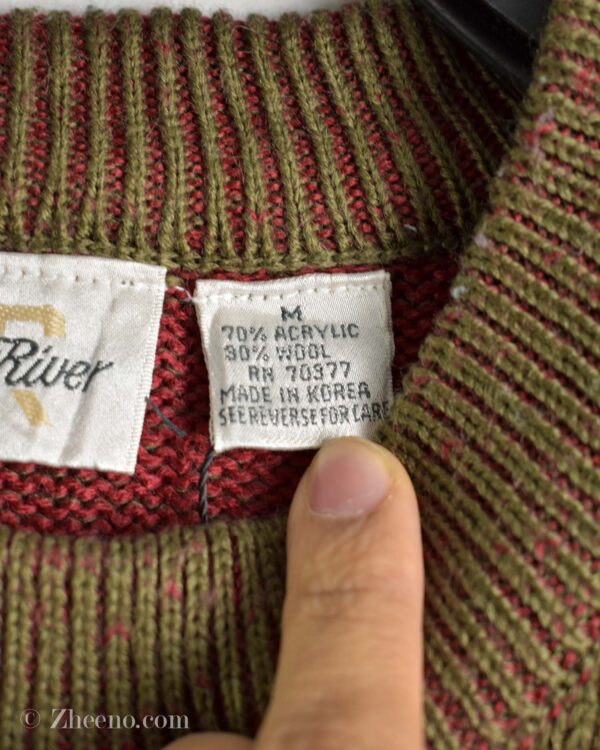 River
M
70% ACRYLIC
30% WOOL
RN 70377
MADE IN KOREA
SEE REVERSE FOR CARE
© Zheeno.com